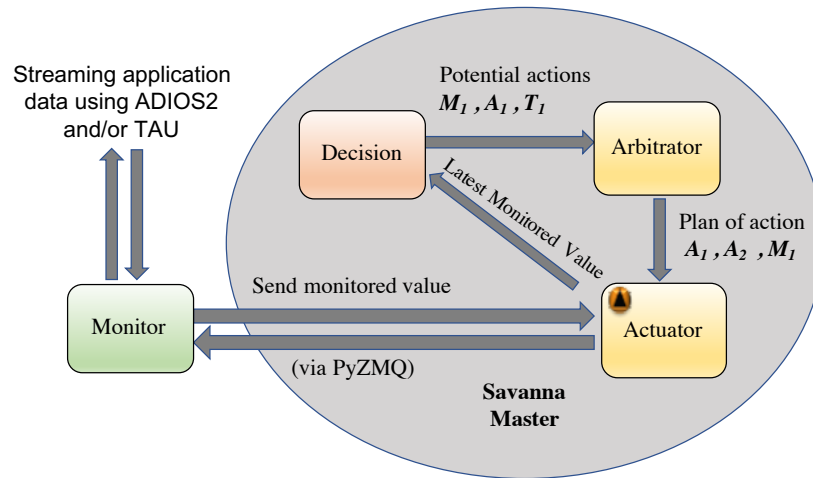 Streaming application
data using ADIOS2
and/or TAU
Potential actions
M1 , A1 , T1
Decision
Arbitrator
Latest Monitored Value
Plan of action
A1 , A2 , M1
Send monitored value
Monitor
Actuator
(via PyZMQ)
Savanna
Master